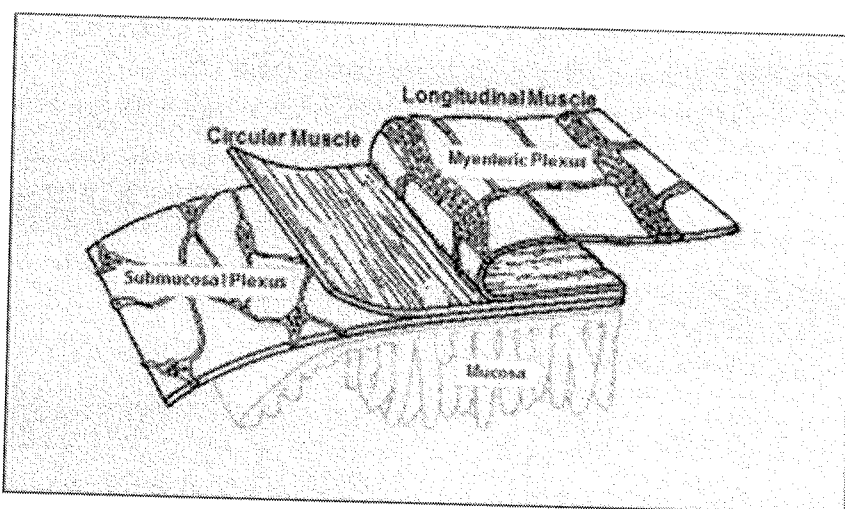 Longitudinal Muscle
Circular Muscle
Myenteric Plexus
Submucosal Plexus
Mucosa